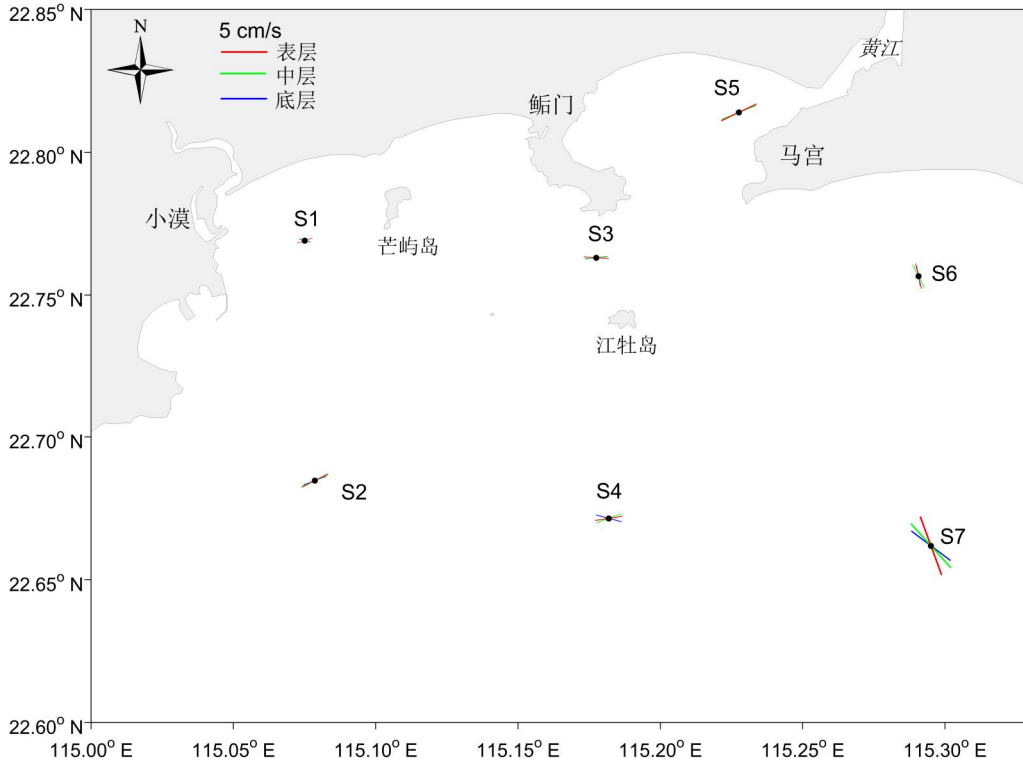 22.85° N
22.80° N
22.75° N
22.70° N
22.65° N
22.60° N
N
5 cm/s
表层
中层
底层
黄江
鲘门
S5
马宫
小漠
S1
芒屿岛
S3
S6
江牡岛
S2
S4
S7
115.00° E
115.05° E
115.10° E
115.15° E
115.20° E
115.25° E
115.30° E